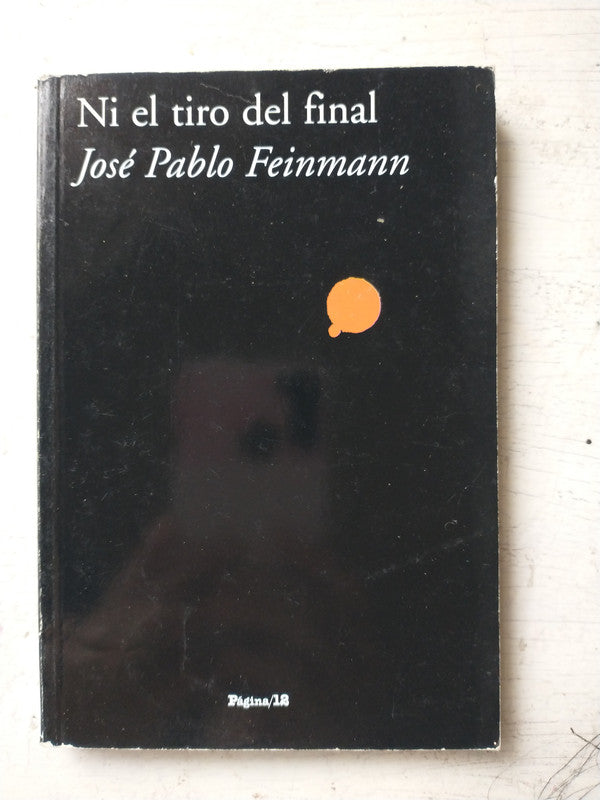 Ni el tiro del final
José Pablo Feinmann
Página/12